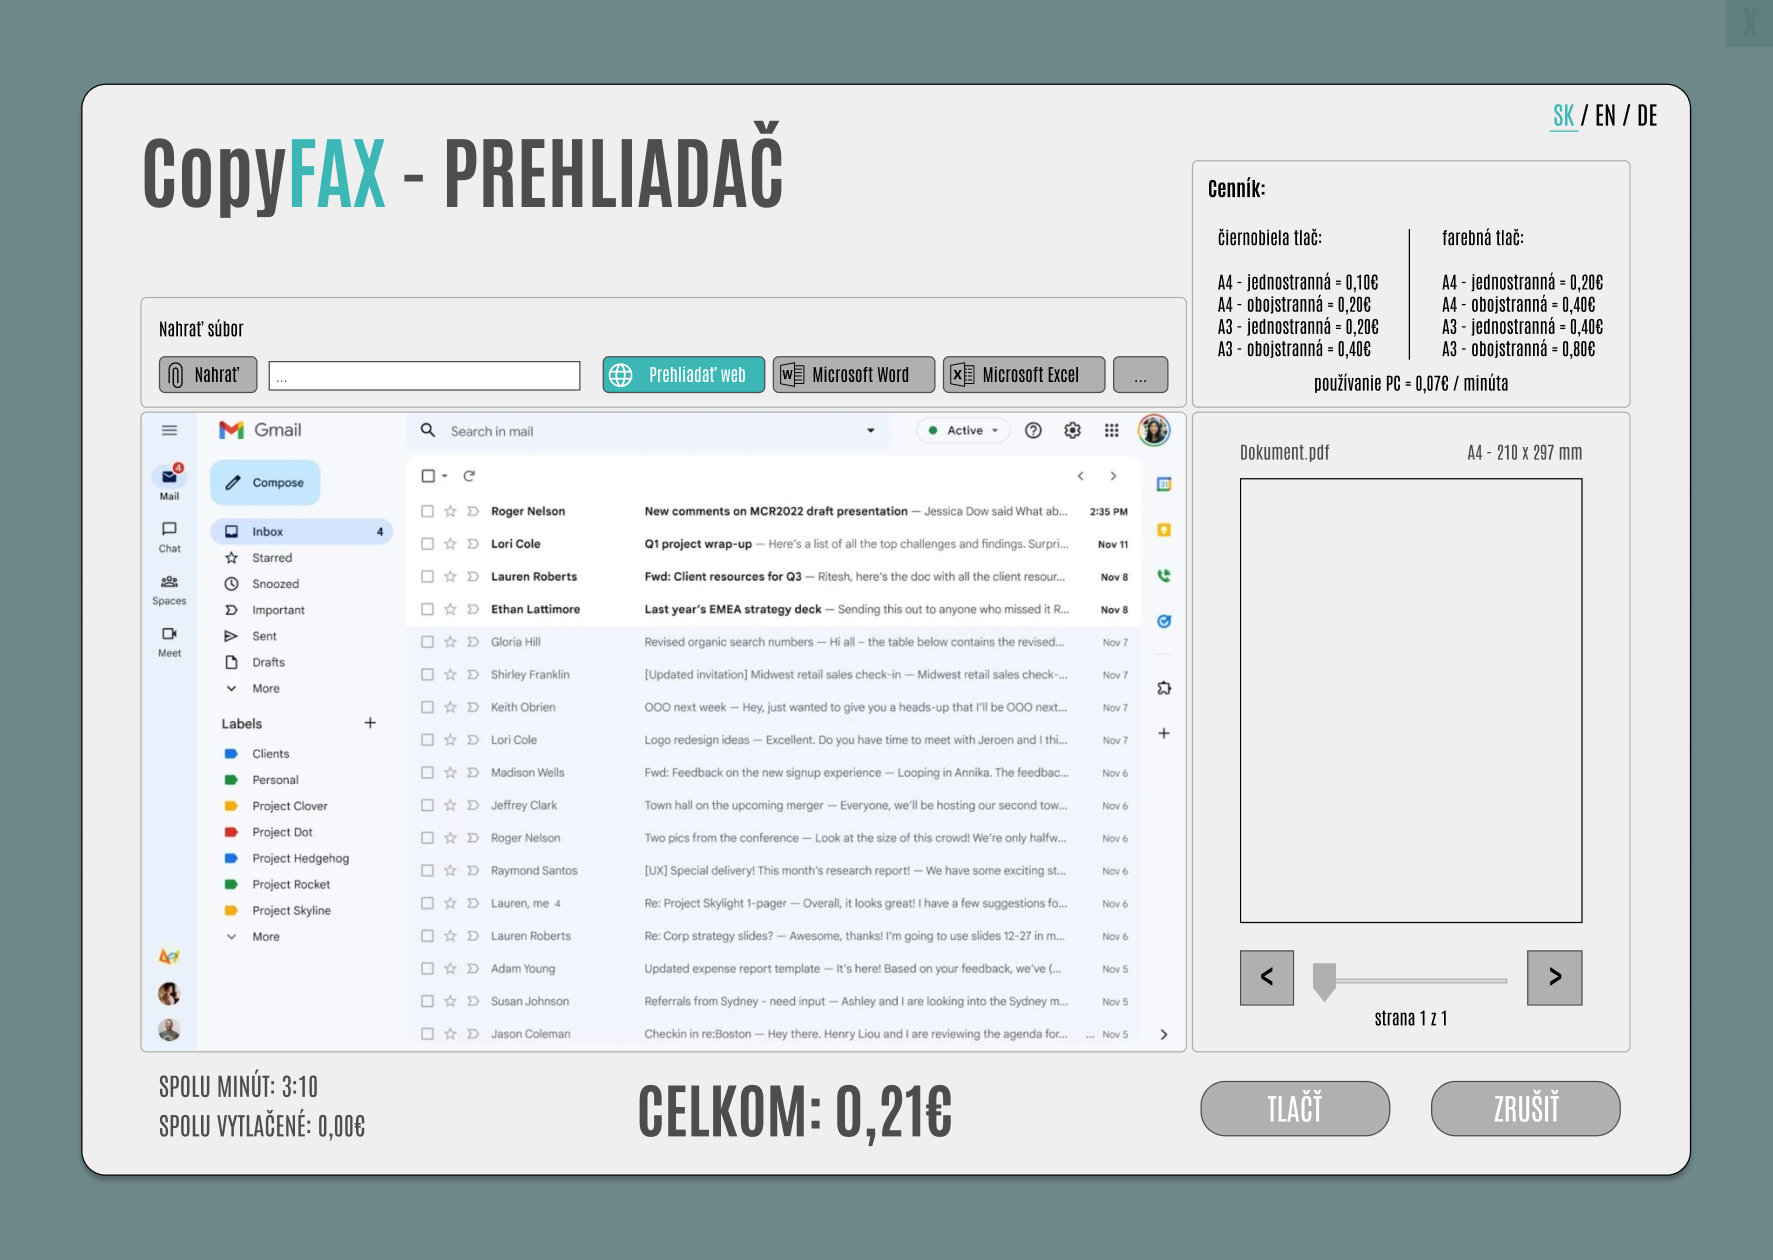 X
SK / EN / DE
CopyFAX - PREHLIADAČ
Cenník:
čiernobiela tlač:
A4 - jednostranná = 0,10€
A4 - obojstranná = 0,20€
A3 - jednostranná = 0,20€
A3 - obojstranná = 0,40€
farebná tlač:
A4 - jednostranná = 0,20€
A4 - obojstranná = 0,40€
A3 - jednostranná = 0,40€
A3 - obojstranná = 0,80€
používanie PC = 0,07€ / minúta
Nahrať súbor
Nahrať ... Prehliadať web Microsoft Word Microsoft Excel ...
Gmail Search in mail Active
4
Mail
Chat
Spaces
Meet
Compose
Inbox 4
Starred
Snoozed
Important
Sent
Drafts
More
Labels +
Clients
Personal
Project Clover
Project Dot
Project Hedgehog
Project Rocket
Project Skyline
More
Roger Nelson New comments on MCR2022 draft presentation — Jessica Dow said What ab... 2:35 PM
Lori Cole Q1 project wrap-up — Here's a list of all the top challenges and findings. Surpri... Nov 11
Lauren Roberts Fwd: Client resources for Q3 — Ritesh, here's the doc with all the client resour... Nov 8
Ethan Lattimore Last year's EMEA strategy deck — Sending this out to anyone who missed it R... Nov 8
Gloria Hill Revised organic search numbers — Hi all – the table below contains the revised... Nov 7
Shirley Franklin [Updated invitation] Midwest retail sales check-in — Midwest retail sales check-... Nov 7
Keith Obrien OOO next week — Hey, just wanted to give you a heads-up that I'll be OOO next... Nov 7
Lori Cole Logo redesign ideas — Excellent. Do you have time to meet with Jeroen and I thi... Nov 7
Madison Wells Fwd: Feedback on the new signup experience — Looping in Annika. The feedbac... Nov 6
Jeffrey Clark Town hall on the upcoming merger — Everyone, we'll be hosting our second tow... Nov 6
Roger Nelson Two pics from the conference — Look at the size of this crowd! We're only halfw... Nov 6
Raymond Santos [UX] Special delivery! This month's research report! — We have some exciting st... Nov 6
Lauren, me 4 Re: Project Skylight 1-pager — Overall, it looks great! I have a few suggestions fo... Nov 6
Lauren Roberts Re: Corp strategy slides? — Awesome, thanks! I'm going to use slides 12-27 in m... Nov 6
Adam Young Updated expense report template — It's here! Based on your feedback, we've (... Nov 5
Susan Johnson Referrals from Sydney - need input — Ashley and I are looking into the Sydney m... Nov 5
Jason Coleman Checkin in re:Boston — Hey there. Henry Liou and I are reviewing the agenda for... ... Nov 5
31
Dokument.pdf A4 - 210 x 297 mm
< >
strana 1 z 1
SPOLU MINÚT: 3:10
SPOLU VYTLAČENÉ: 0,00€
CELKOM: 0,21€
TLAČŤ ZRUŠIŤ